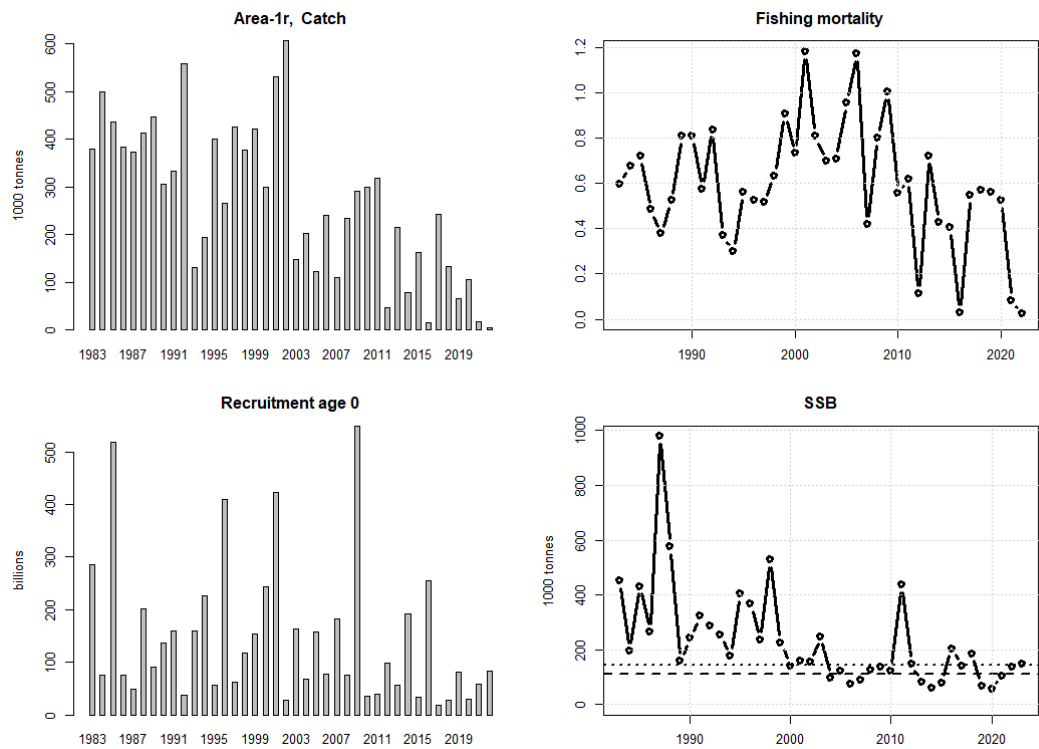 Area-1r, Catch
1000 tonnes
0 100 200 300 400 500 600
1983 1987 1991 1995 1999 2003 2007 2011 2015 2019
Fishing mortality
0.0 0.2 0.4 0.6 0.8 1.0 1.2
1990 2000 2010 2020
Recruitment age 0
billions
0 100 200 300 400 500
1983 1987 1991 1995 1999 2003 2007 2011 2015 2019
SSB
1000 tonnes
0 200 400 600 800 1000
1990 2000 2010 2020